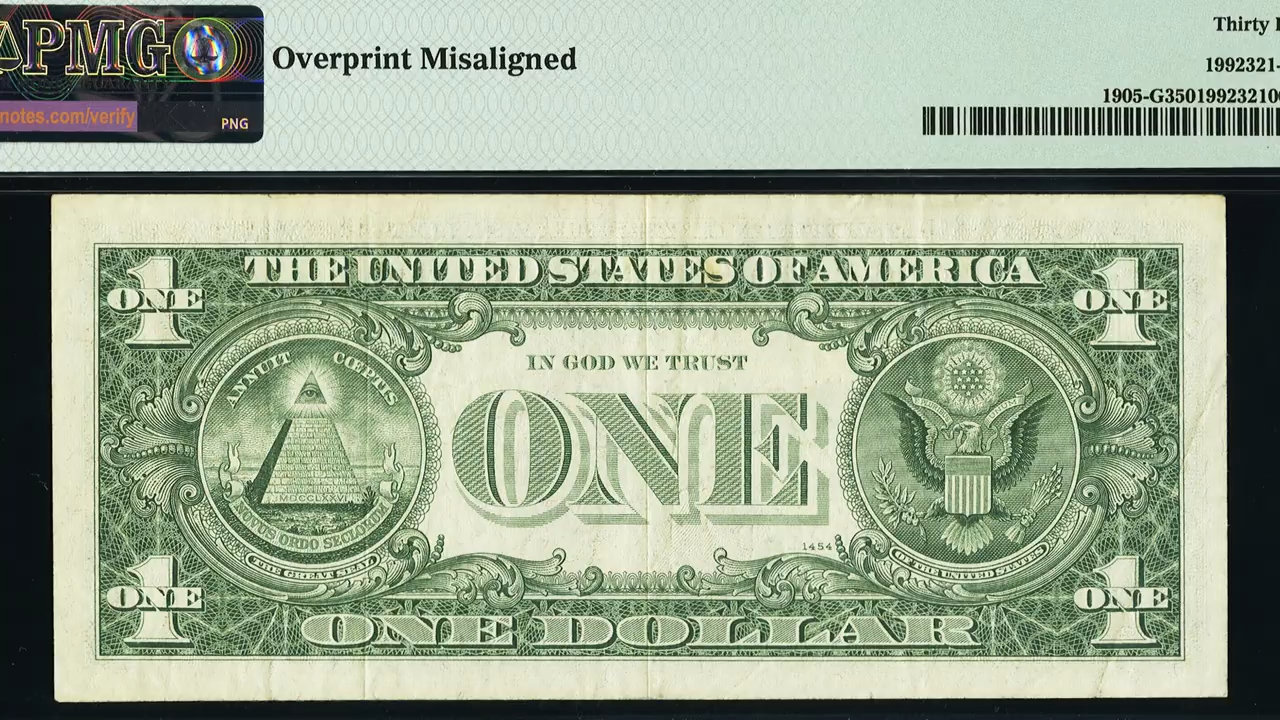 PMG
notes.com/verify
PNG
Overprint Misaligned
Thirty
1992321-
1905-G35019923210
THE UNITED STATES OF AMERICA
1 ONE
1 ONE
ANNUIT COEPTIS
IN GOD WE TRUST
ONE
MDCCLXXVI
NOVUS ORDO SECLORUM
THE GREAT SEAL
1454
OF THE UNITED STATES
1 ONE
1 ONE
ONE DOLLAR